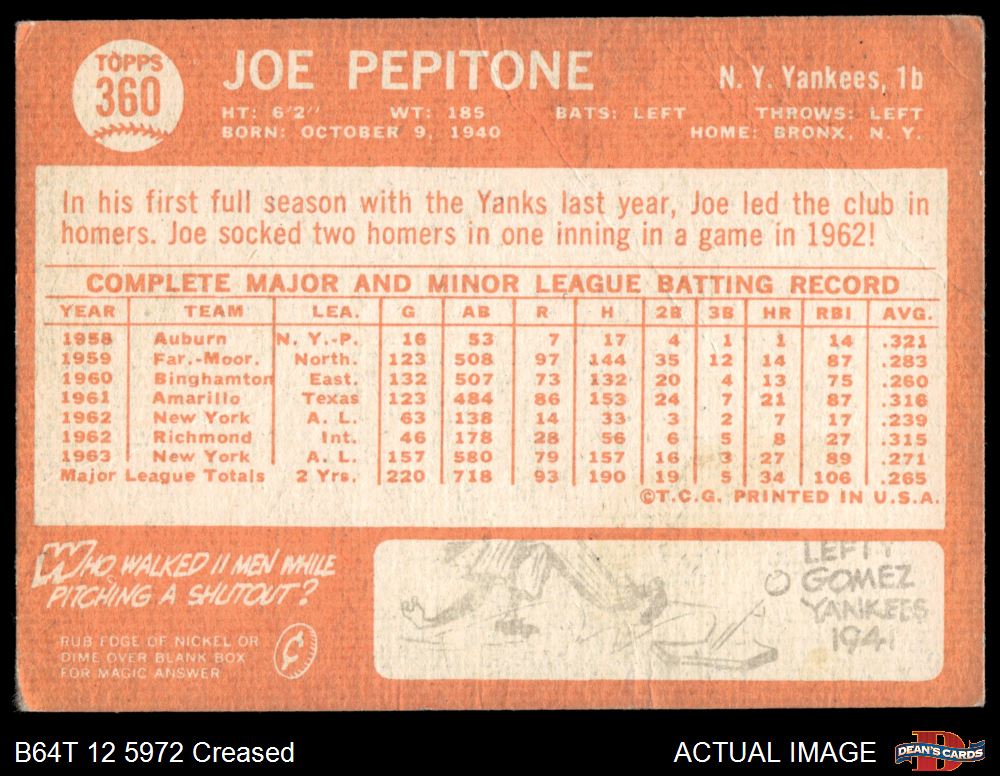 TOPPS
360
JOE PEPITONE
N. Y. Yankees, 1b
HT: 6'2'' WT: 185 BATS: LEFT THROWS: LEFT
BORN: OCTOBER 9, 1940 HOME: BRONX, N. Y.
In his first full season with the Yanks last year, Joe led the club in
homers. Joe socked two homers in one inning in a game in 1962!
COMPLETE MAJOR AND MINOR LEAGUE BATTING RECORD
YEAR TEAM LEA. G AB R H 2B 3B HR RBI AVG.
1958 Auburn N. Y.-P. 16 53 7 17 4 1 1 14 .321
1959 Far.-Moor. North. 123 508 97 144 35 12 14 87 .283
1960 Binghamton East. 132 507 73 132 20 4 13 75 .260
1961 Amarillo Texas 123 484 86 153 24 7 21 87 .316
1962 New York A. L. 63 138 14 33 3 2 7 17 .239
1962 Richmond Int. 46 178 28 56 6 5 8 27 .315
1963 New York A. L. 157 580 79 157 16 3 27 89 .271
Major League Totals 2 Yrs. 220 718 93 190 19 5 34 106 .265
©T.C.G. PRINTED IN U.S.A.
WHO WALKED 11 MEN WHILE
PITCHING A SHUTOUT?
RUB EDGE OF NICKEL OR
DIME OVER BLANK BOX
FOR MAGIC ANSWER
LEFTY
GOMEZ
YANKEES
1941
B64T 12 5972 Creased
ACTUAL IMAGE
DEAN'S CARDS